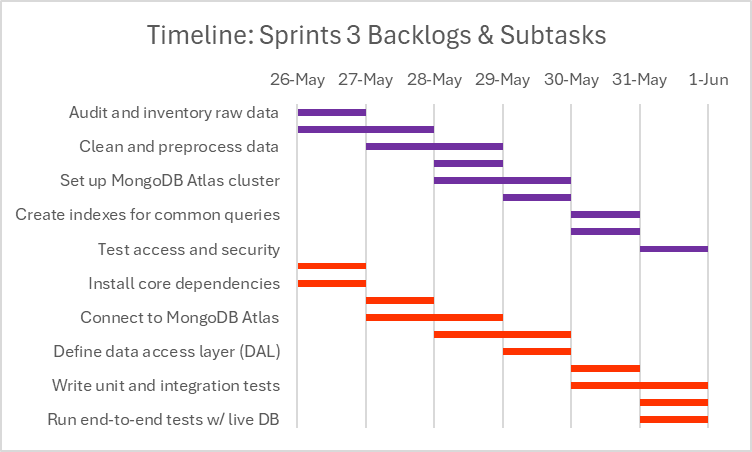 Timeline: Sprints 3 Backlogs & Subtasks
26-May 27-May 28-May 29-May 30-May 31-May 1-Jun
Audit and inventory raw data
Clean and preprocess data
Set up MongoDB Atlas cluster
Create indexes for common queries
Test access and security
Install core dependencies
Connect to MongoDB Atlas
Define data access layer (DAL)
Write unit and integration tests
Run end-to-end tests w/ live DB